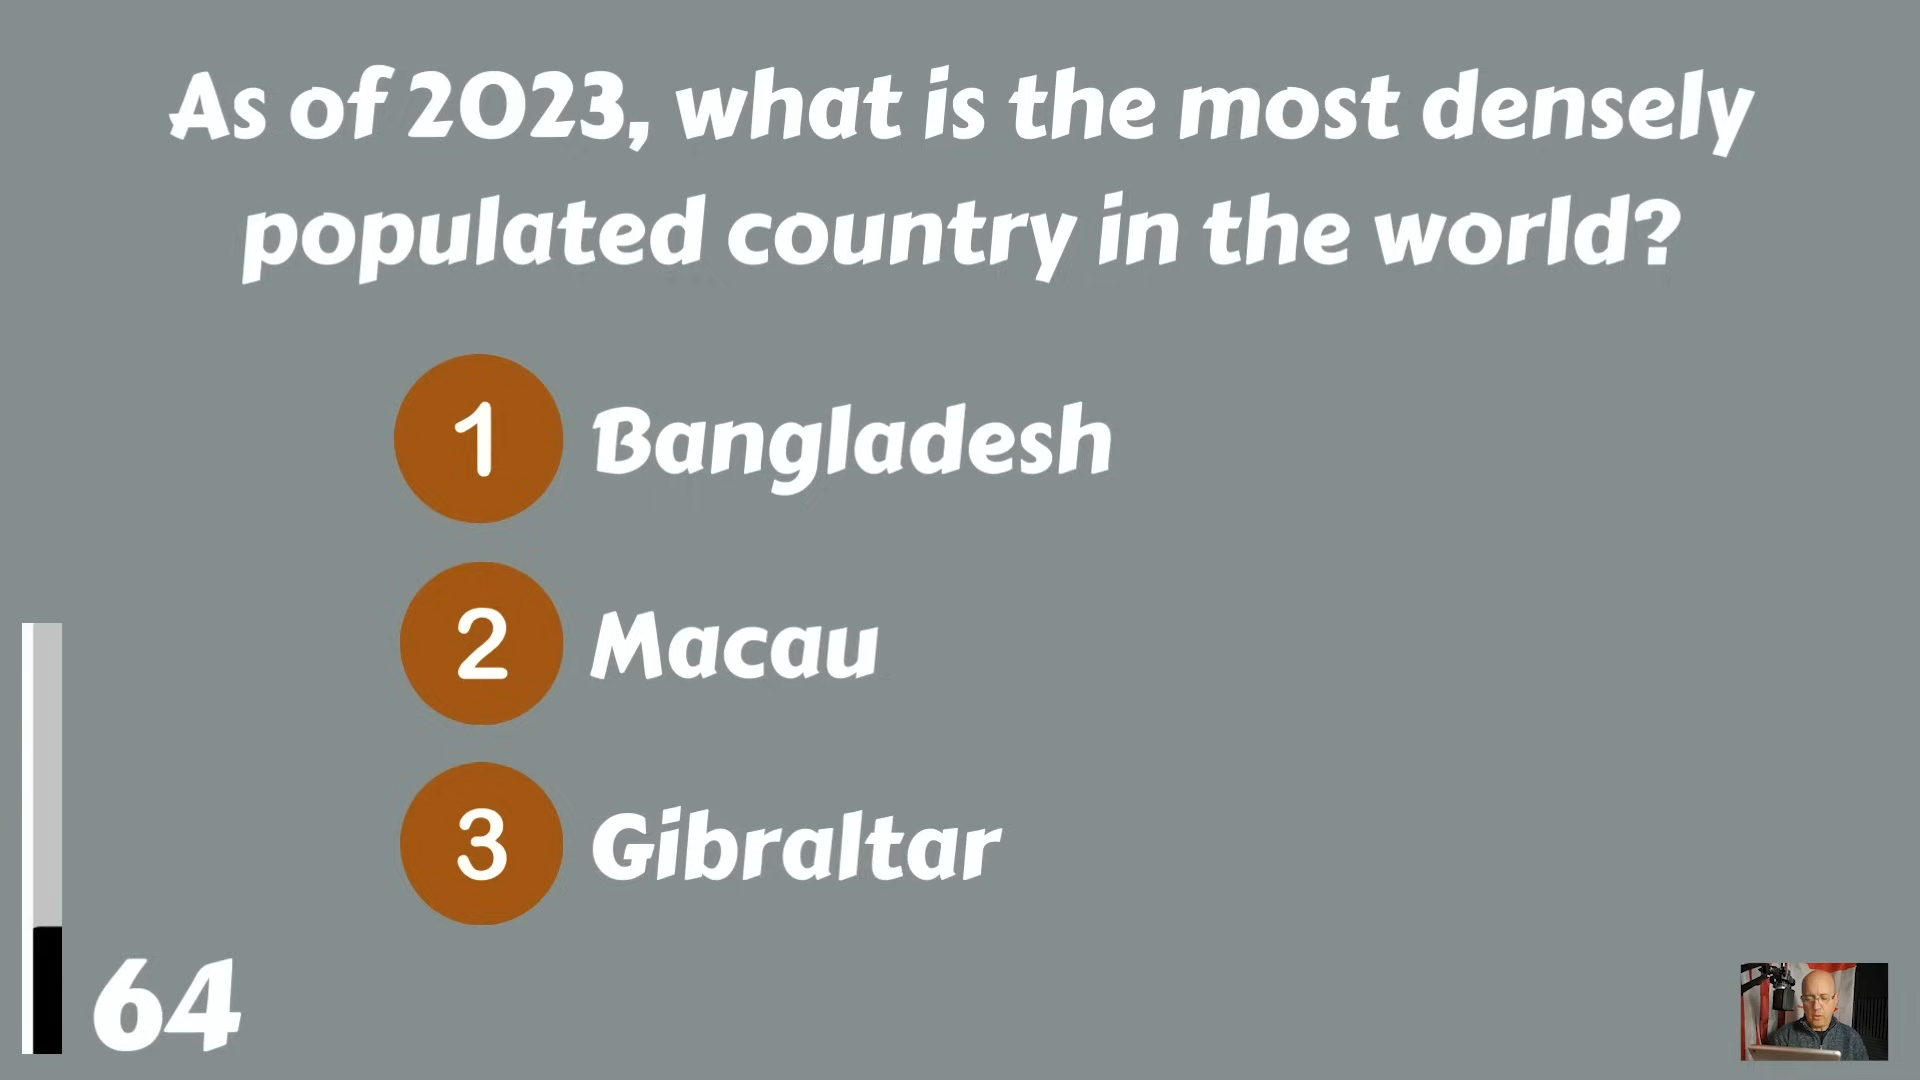 As of 2023, what is the most densely
populated country in the world?
1 Bangladesh
2 Macau
3 Gibraltar
64